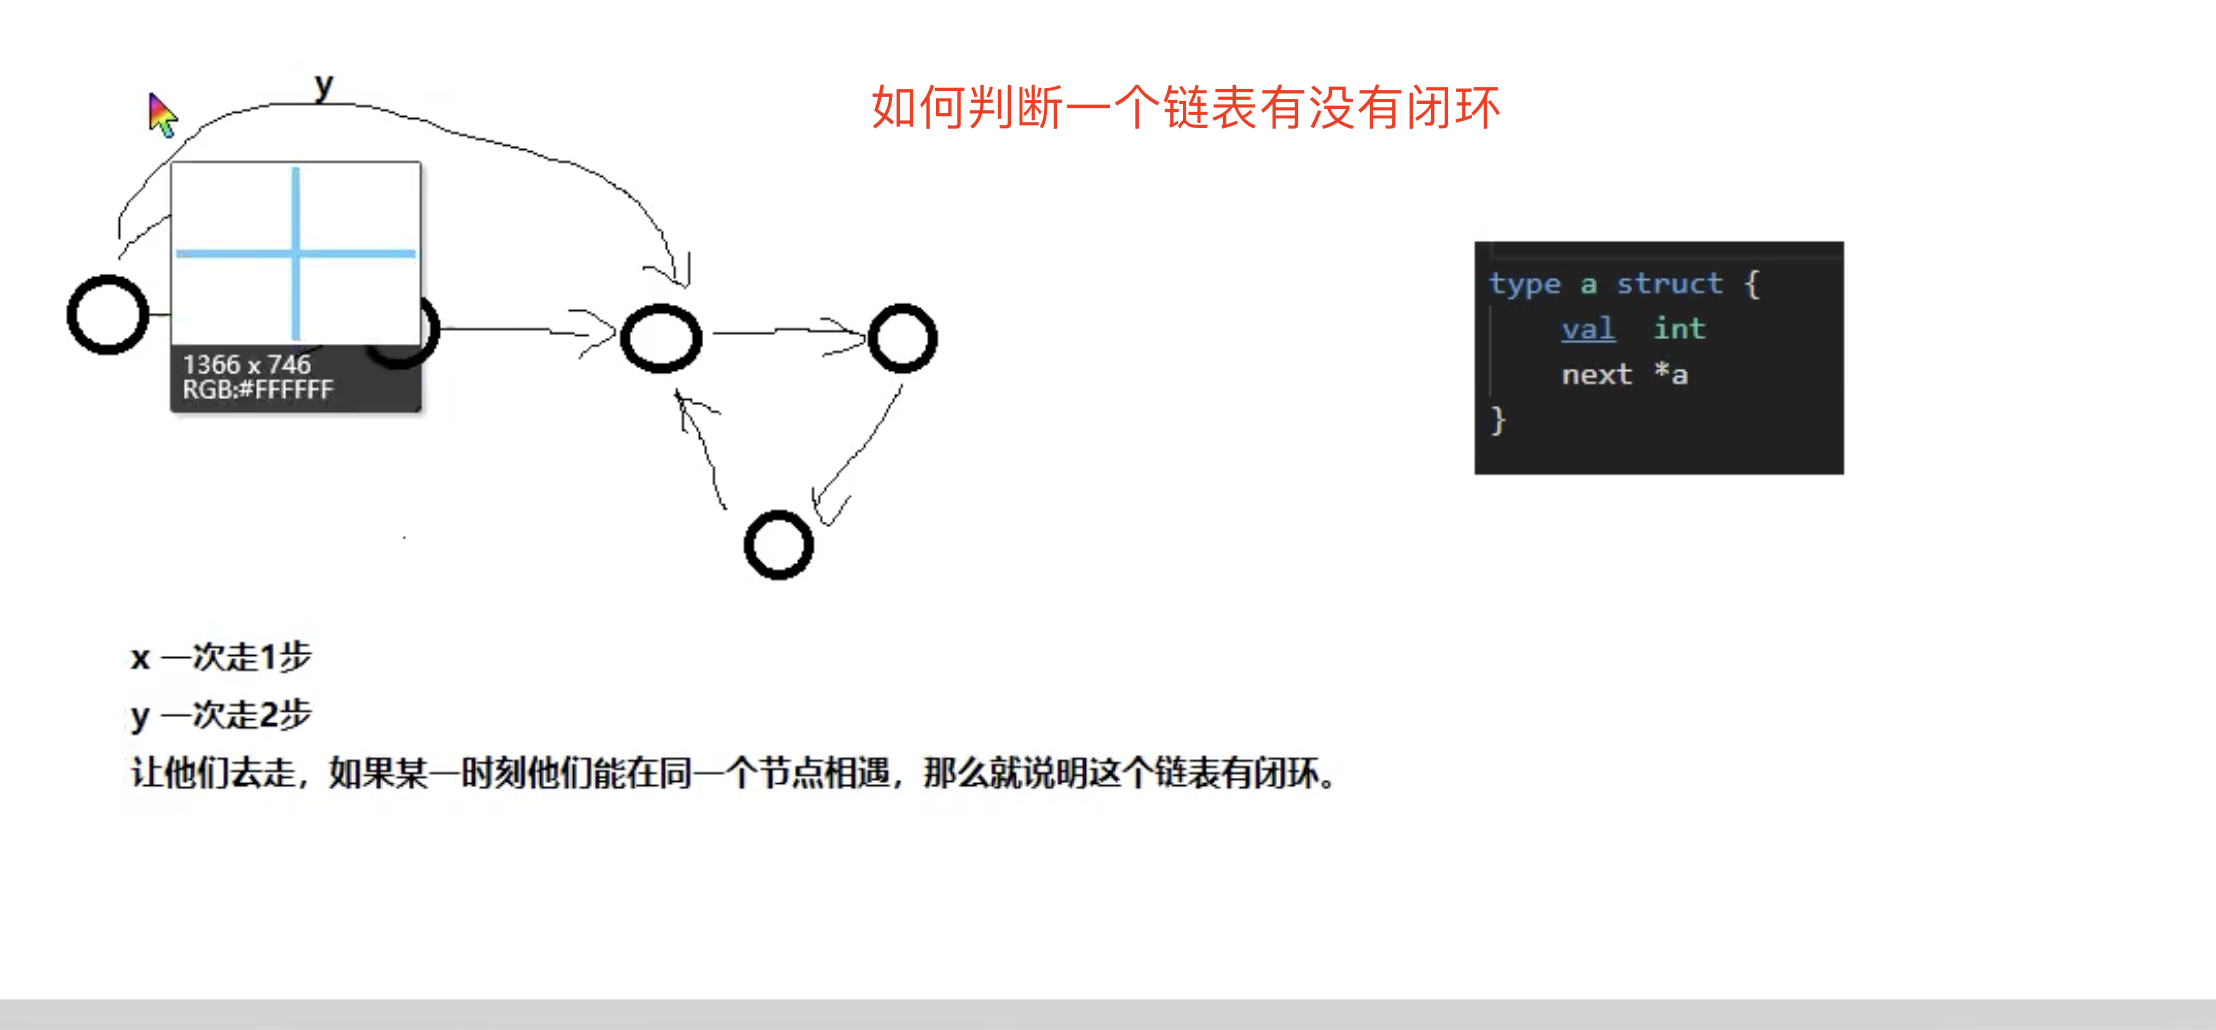 y
如何判断一个链表有没有闭环
1366 x 746
RGB:#FFFFFF
type a struct {
val int
next *a
}
x 一次走1步
y 一次走2步
让他们去走，如果某一时刻他们能在同一个节点相遇，那么就说明这个链表有闭环。